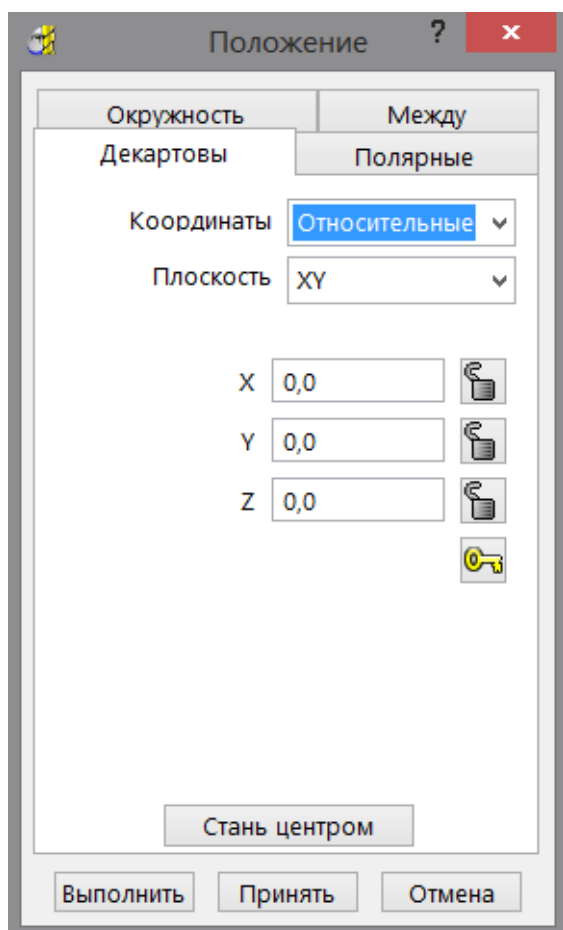 Положение ?
Окружность Между
Декартовы Полярные
Координаты Относительные
Плоскость XY
X 0,0
Y 0,0
Z 0,0
Стань центром
Выполнить Принять Отмена